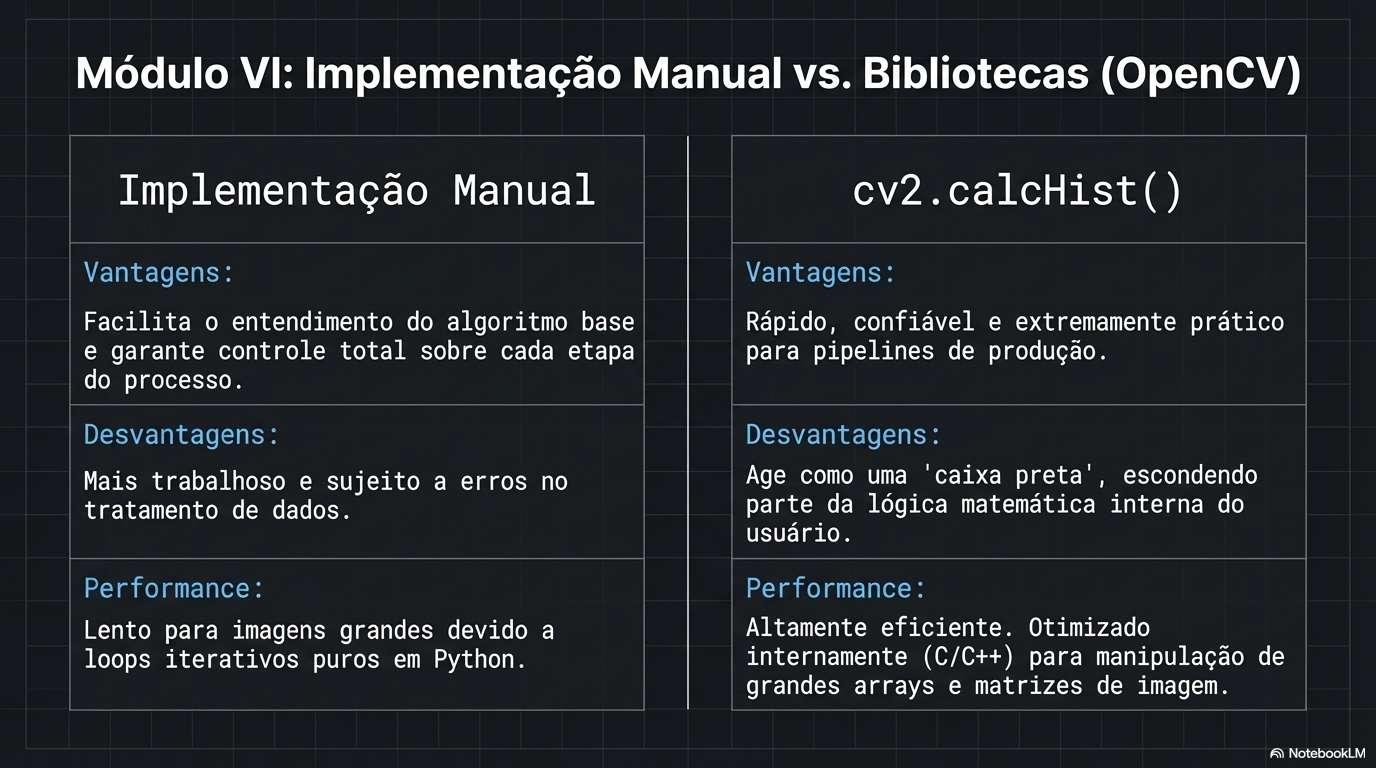 Módulo VI: Implementação Manual vs. Bibliotecas (OpenCV)
Implementação Manual
Vantagens:
Facilita o entendimento do algoritmo base
e garante controle total sobre cada etapa
do processo.
Desvantagens:
Mais trabalhoso e sujeito a erros no
tratamento de dados.
Performance:
Lento para imagens grandes devido a
loops iterativos puros em Python.
cv2.calcHist()
Vantagens:
Rápido, confiável e extremamente prático
para pipelines de produção.
Desvantagens:
Age como uma 'caixa preta', escondendo
parte da lógica matemática interna do
usuário.
Performance:
Altamente eficiente. Otimizado
internamente (C/C++) para manipulação de
grandes arrays e matrizes de imagem.
NotebookLM